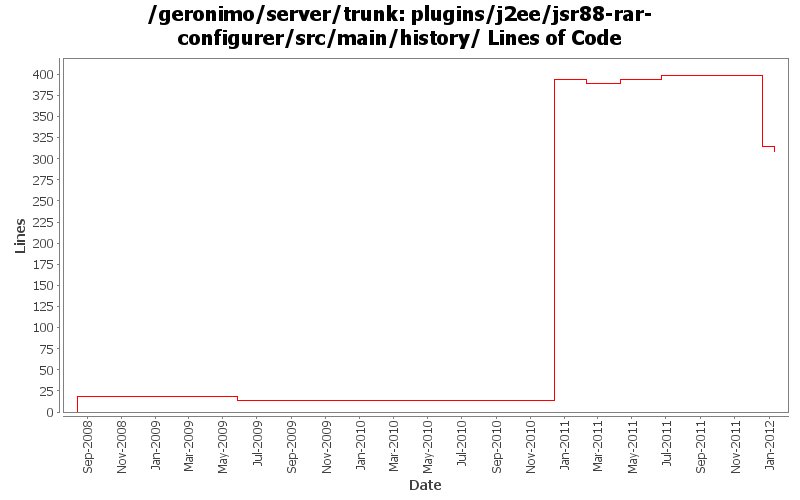 /geronimo/server/trunk: plugins/j2ee/jsr88-rar-
configurer/src/main/history/ Lines of Code
Lines
400
375
350
325
300
275
250
225
200
175
150
125
100
75
50
25
0
Sep-2008
Nov-2008
Jan-2009
Mar-2009
May-2009
Jul-2009
Sep-2009
Nov-2009
Jan-2010
Mar-2010
May-2010
Jul-2010
Sep-2010
Nov-2010
Jan-2011
Mar-2011
May-2011
Jul-2011
Sep-2011
Nov-2011
Jan-2012
Date